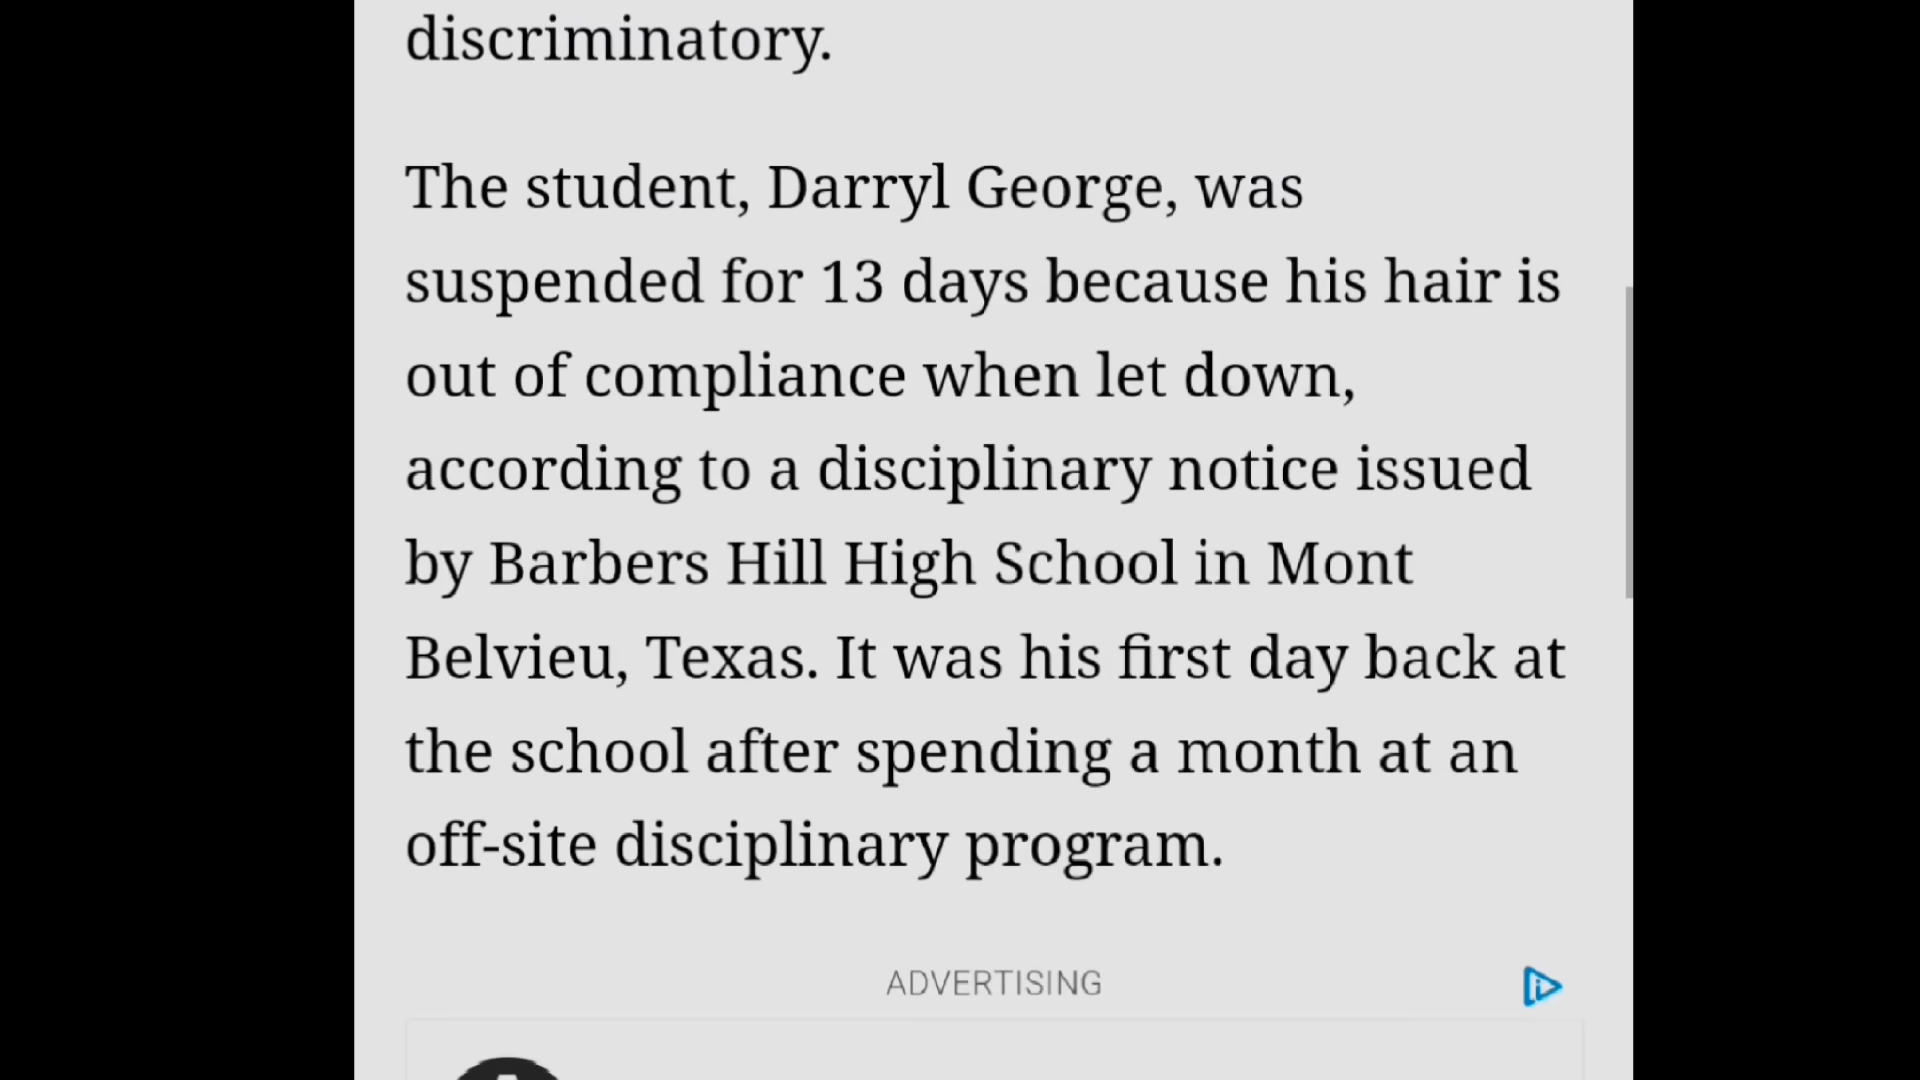 discriminatory.
The student, Darryl George, was
suspended for 13 days because his hair is
out of compliance when let down,
according to a disciplinary notice issued
by Barbers Hill High School in Mont
Belvieu, Texas. It was his first day back at
the school after spending a month at an
off-site disciplinary program.
ADVERTISING